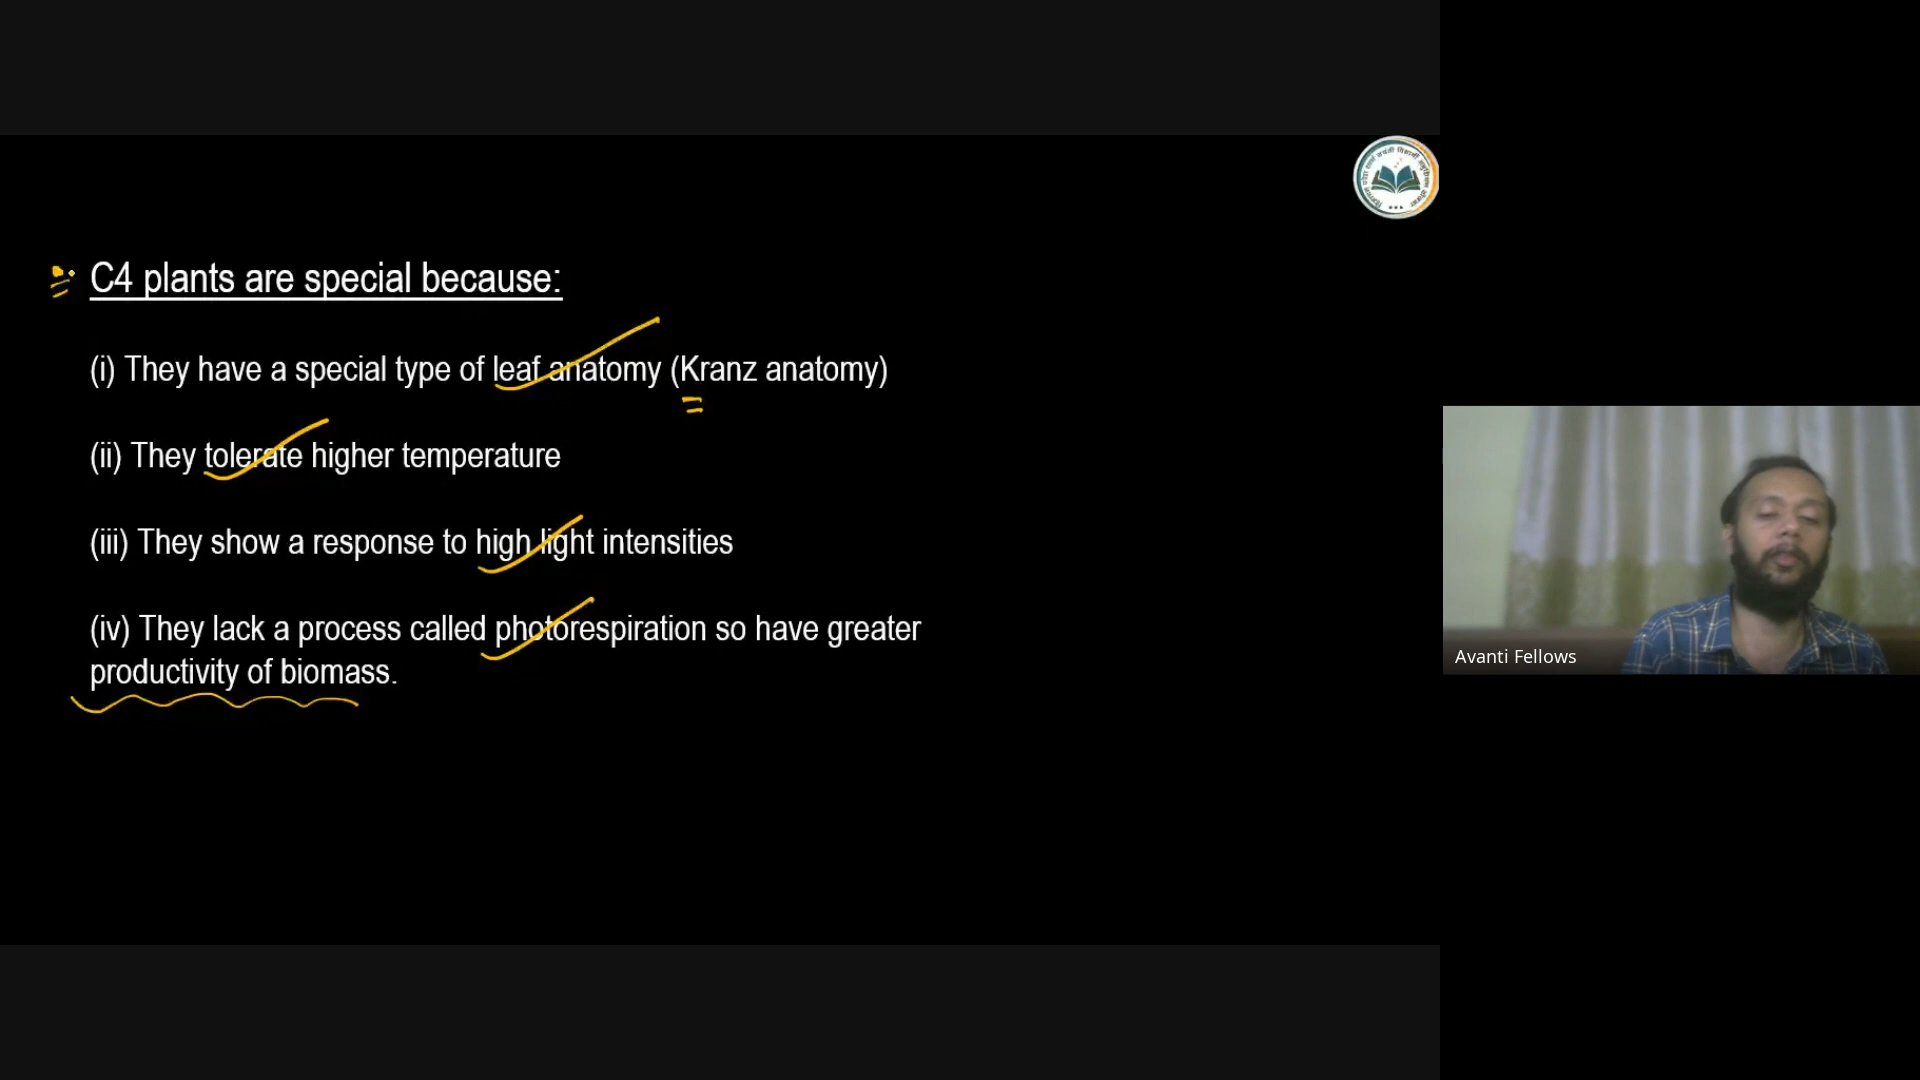 C4 plants are special because:
(i) They have a special type of leaf anatomy (Kranz anatomy)
(ii) They tolerate higher temperature
(iii) They show a response to high light intensities
(iv) They lack a process called photorespiration so have greater
productivity of biomass.
Avanti Fellows